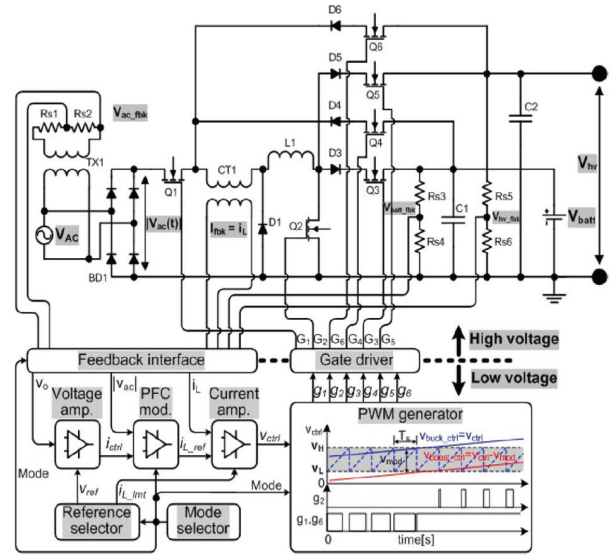 D6
Q6
D5
Q5
Rs1 Rs2 V_ac_fbk
D4
Q4
C2
TX1
L1
D3
Q3
V_hv
Q1
CT1
V_batt_fbk Rs3
C1
V_hv_fbk Rs5
|V_ac(t)|
I_fbk = i_L
D1
Q2
V_batt
V_AC
Rs4
Rs6
BD1
G₁ G₂ G₆ G₄ G₃ G₅
High voltage
Feedback interface
Gate driver
Low voltage
v_o
|v_ac|
i_L
g₁ g₂ g₃ g₄ g₅ g₆
Voltage amp.
PFC mod.
Current amp.
PWM generator
v_ctrl
T_s
v_buck_ctrl=v_ctrl
i_ctrl
i_L_ref
v_ctrl
v_H
v_mod
v_L
0
Mode
v_ref
i_L_lmt
Mode
g₂
Reference selector
Mode selector
g₁,g₆
0
time[s]